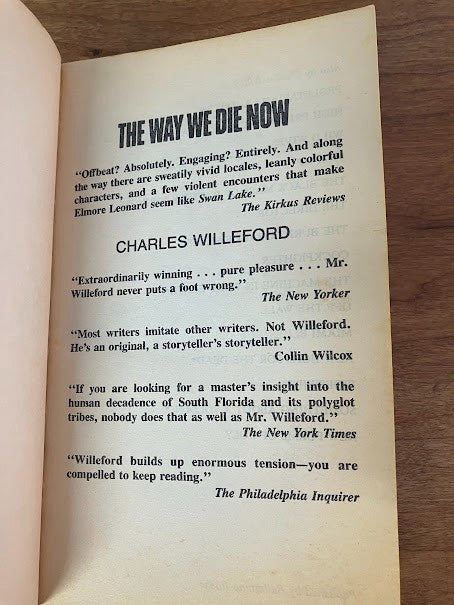 THE WAY WE DIE NOW
“Offbeat? Absolutely. Engaging? Entirely. And along
the way there are sweatily vivid locales, leanly colorful
characters, and a few violent encounters that make
Elmore Leonard seem like Swan Lake.”
The Kirkus Reviews
CHARLES WILLEFORD
“Extraordinarily winning . . . pure pleasure . . . Mr.
Willeford never puts a foot wrong.”
The New Yorker
“Most writers imitate other writers. Not Willeford.
He’s an original, a storyteller’s storyteller.”
Collin Wilcox
“If you are looking for a master’s insight into the
human decadence of South Florida and its polyglot
tribes, nobody does that as well as Mr. Willeford.”
The New York Times
“Willeford builds up enormous tension—you are
compelled to keep reading.”
The Philadelphia Inquirer